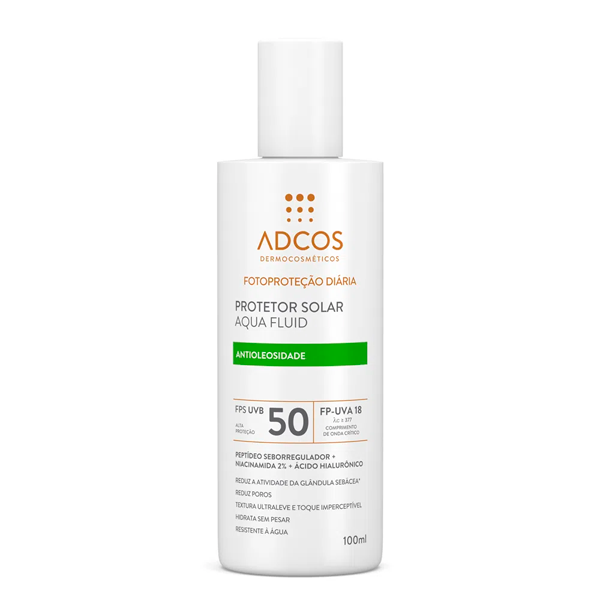 ADCOS
DERMOCOSMÉTICOS
FOTOPROTEÇÃO DIÁRIA
PROTETOR SOLAR
AQUA FLUID
ANTIOLEOSIDADE
FPS UVB 50 FP-UVA 18
ALTA
PROTEÇÃO
λc ≥ 377
COMPRIMENTO
DE ONDA CRÍTICO
PEPTÍDEO SEBORREGULADOR +
NIACINAMIDA 2% + ÁCIDO HIALURÔNICO
REDUZ A ATIVIDADE DA GLÂNDULA SEBÁCEA*
REDUZ POROS
TEXTURA ULTRALEVE E TOQUE IMPERCEPTÍVEL
HIDRATA SEM PESAR
RESISTENTE À ÁGUA
100ml